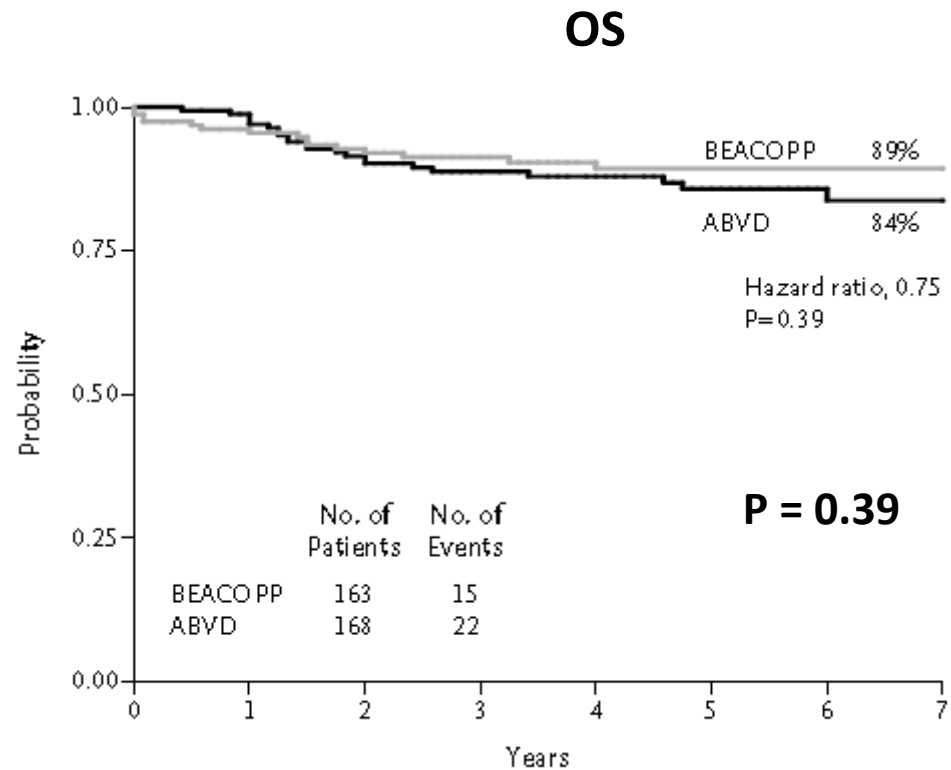 OS
1.00
BEACOPP 89%
ABVD 84%
0.75
Hazard ratio, 0.75
P=0.39
Probability
0.50
P = 0.39
No. of No. of
Patients Events
0.25
BEACOPP 163 15
ABVD 168 22
0.00
0 1 2 3 4 5 6 7
Years